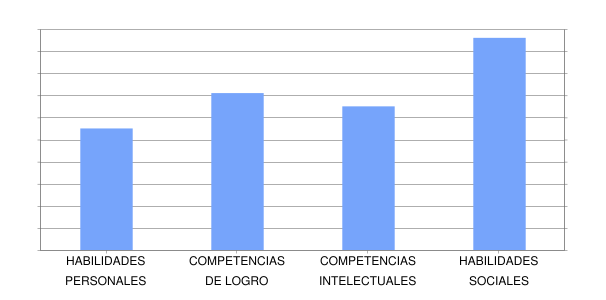 HABILIDADES
PERSONALES
COMPETENCIAS
DE LOGRO
COMPETENCIAS
INTELECTUALES
HABILIDADES
SOCIALES